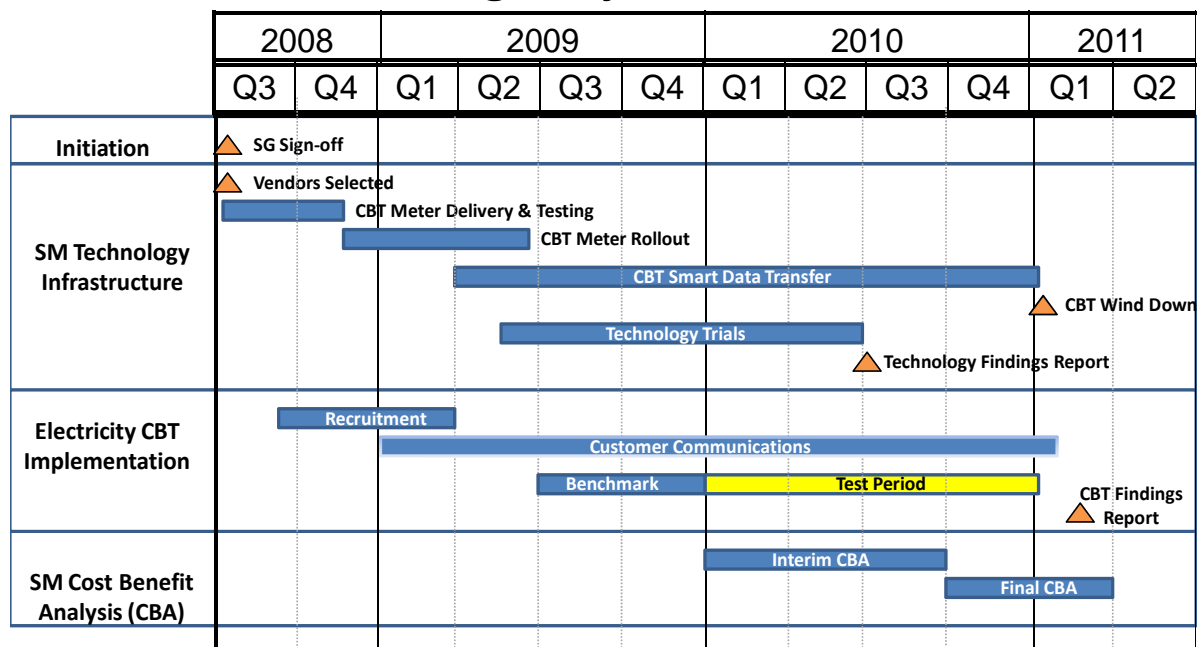 2008 2009 2010 2011
Q3 Q4 Q1 Q2 Q3 Q4 Q1 Q2 Q3 Q4 Q1 Q2
Initiation
SG Sign-off
SM Technology
Infrastructure
Vendors Selected
CBT Meter Delivery & Testing
CBT Meter Rollout
CBT Smart Data Transfer
CBT Wind Down
Technology Trials
Technology Findings Report
Electricity CBT
Implementation
Recruitment
Customer Communications
Benchmark
Test Period
CBT Findings
Report
SM Cost Benefit
Analysis (CBA)
Interim CBA
Final CBA